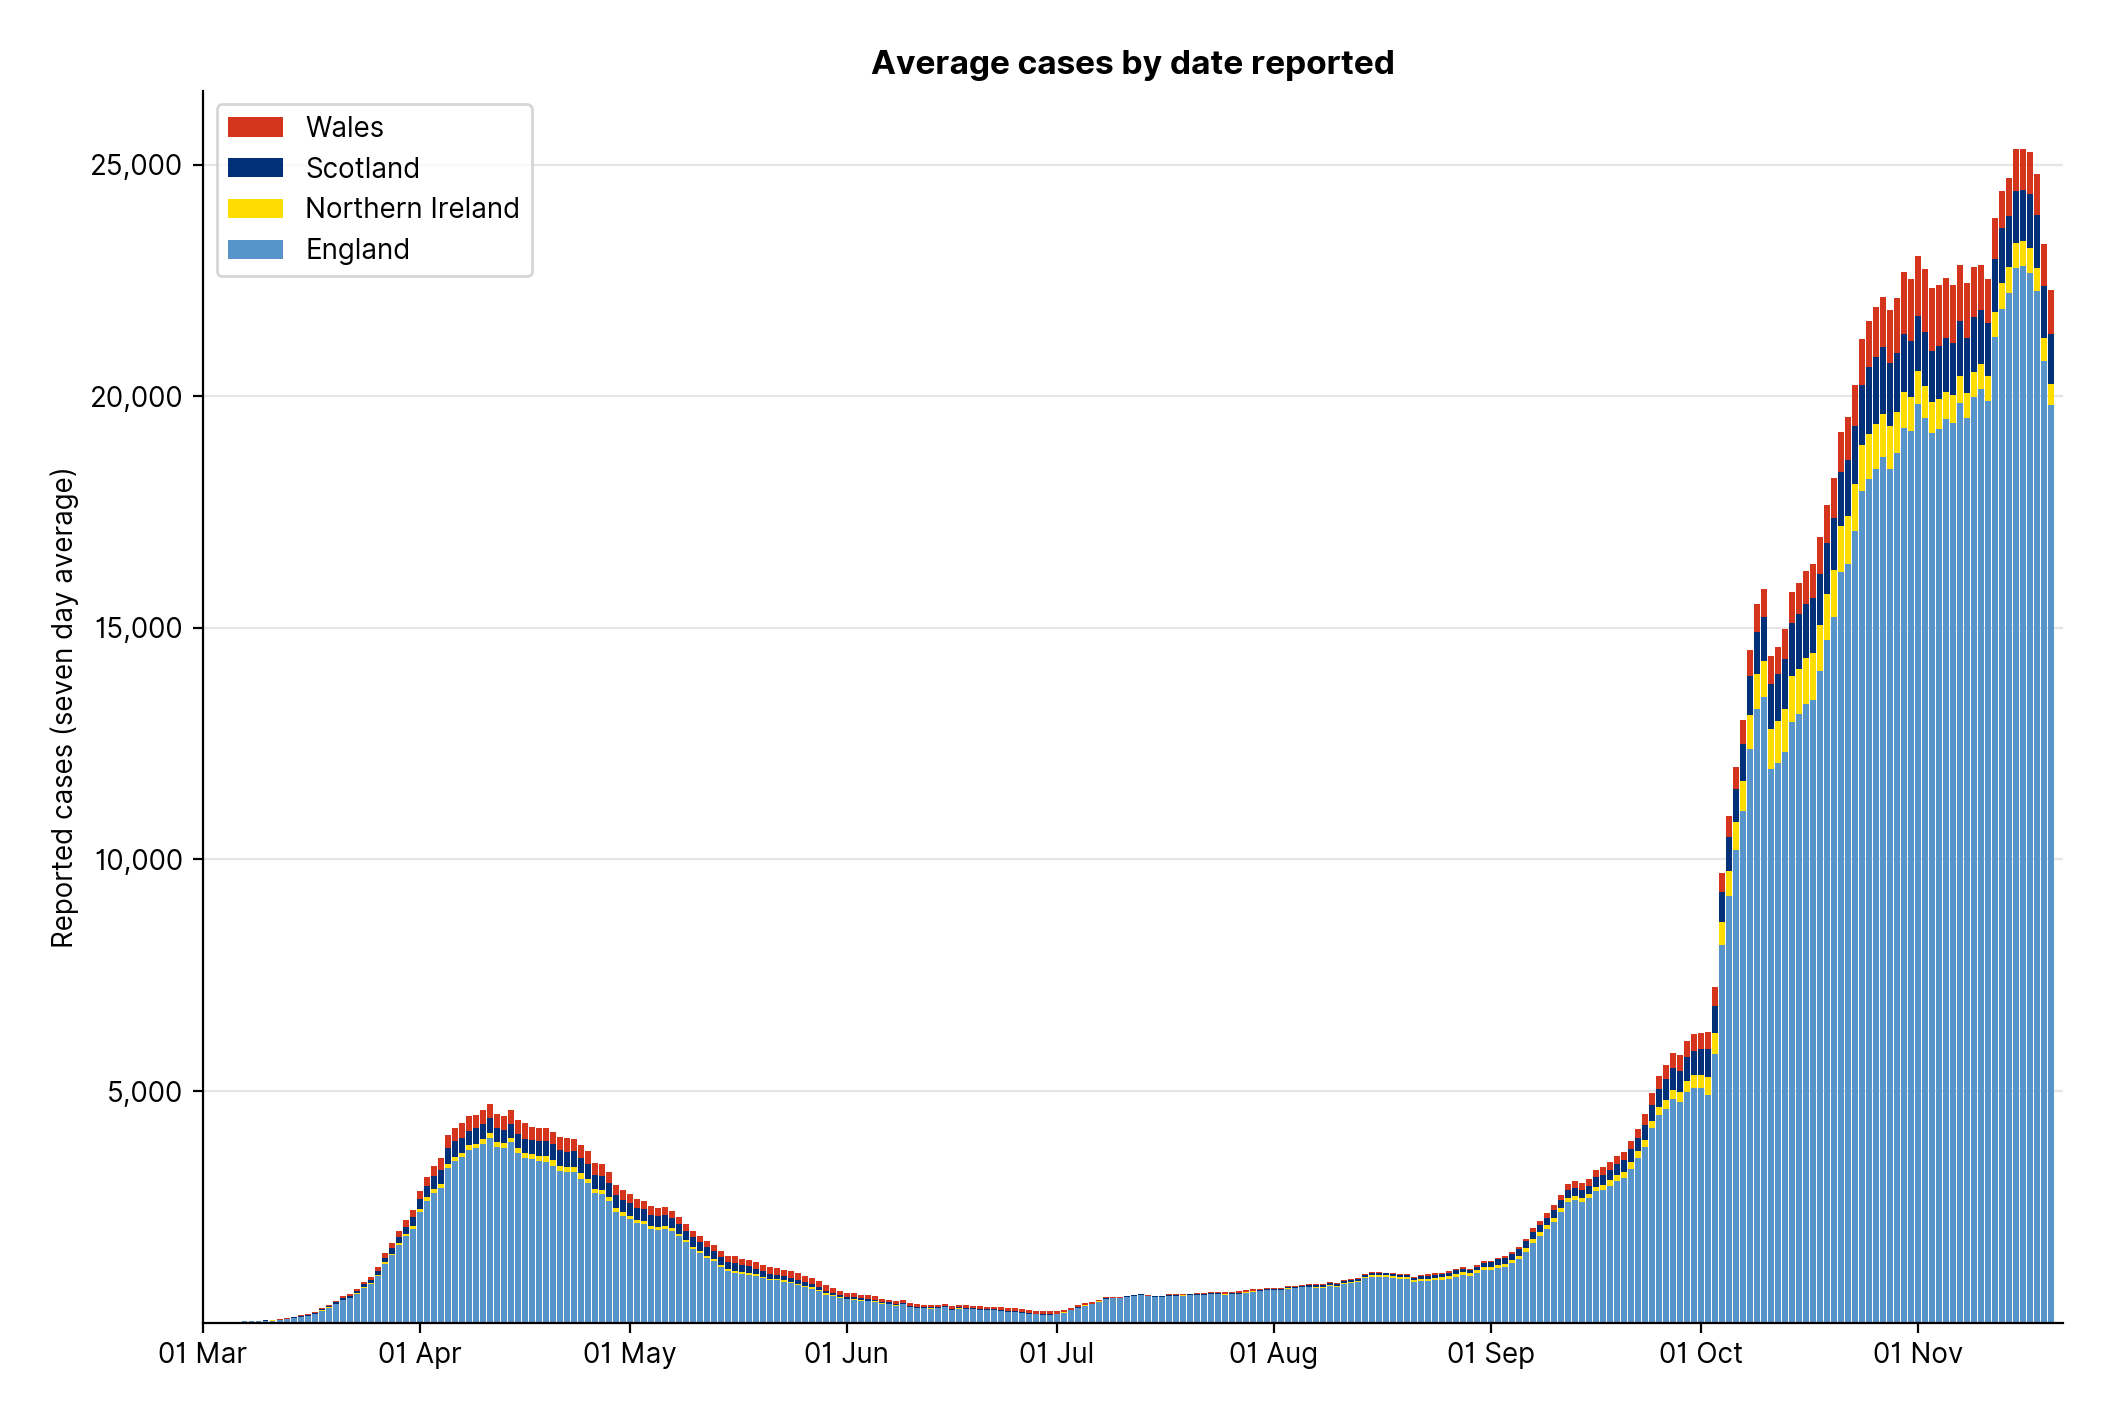 Average cases by date reported
Wales
Scotland
Northern Ireland
England
Reported cases (seven day average)
25,000
20,000
15,000
10,000
5,000
01 Mar
01 Apr
01 May
01 Jun
01 Jul
01 Aug
01 Sep
01 Oct
01 Nov